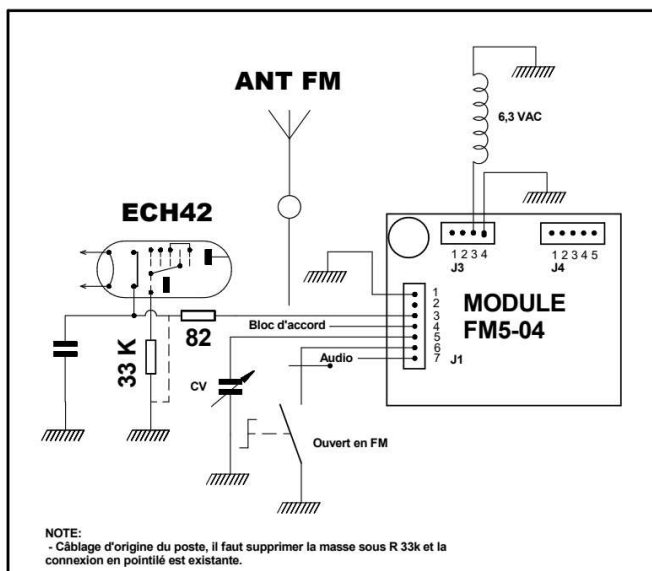 ANT FM
6,3 VAC
ECH42
1 2 3 4
J3
1 2 3 4 5
J4
MODULE
FM5-04
1
2
3
4
5
6
7
J1
82
33 K
Bloc d'accord
Audio
CV
Ouvert en FM
NOTE:
- Câblage d'origine du poste, il faut supprimer la masse sous R 33k et la
connexion en pointilé est existante.